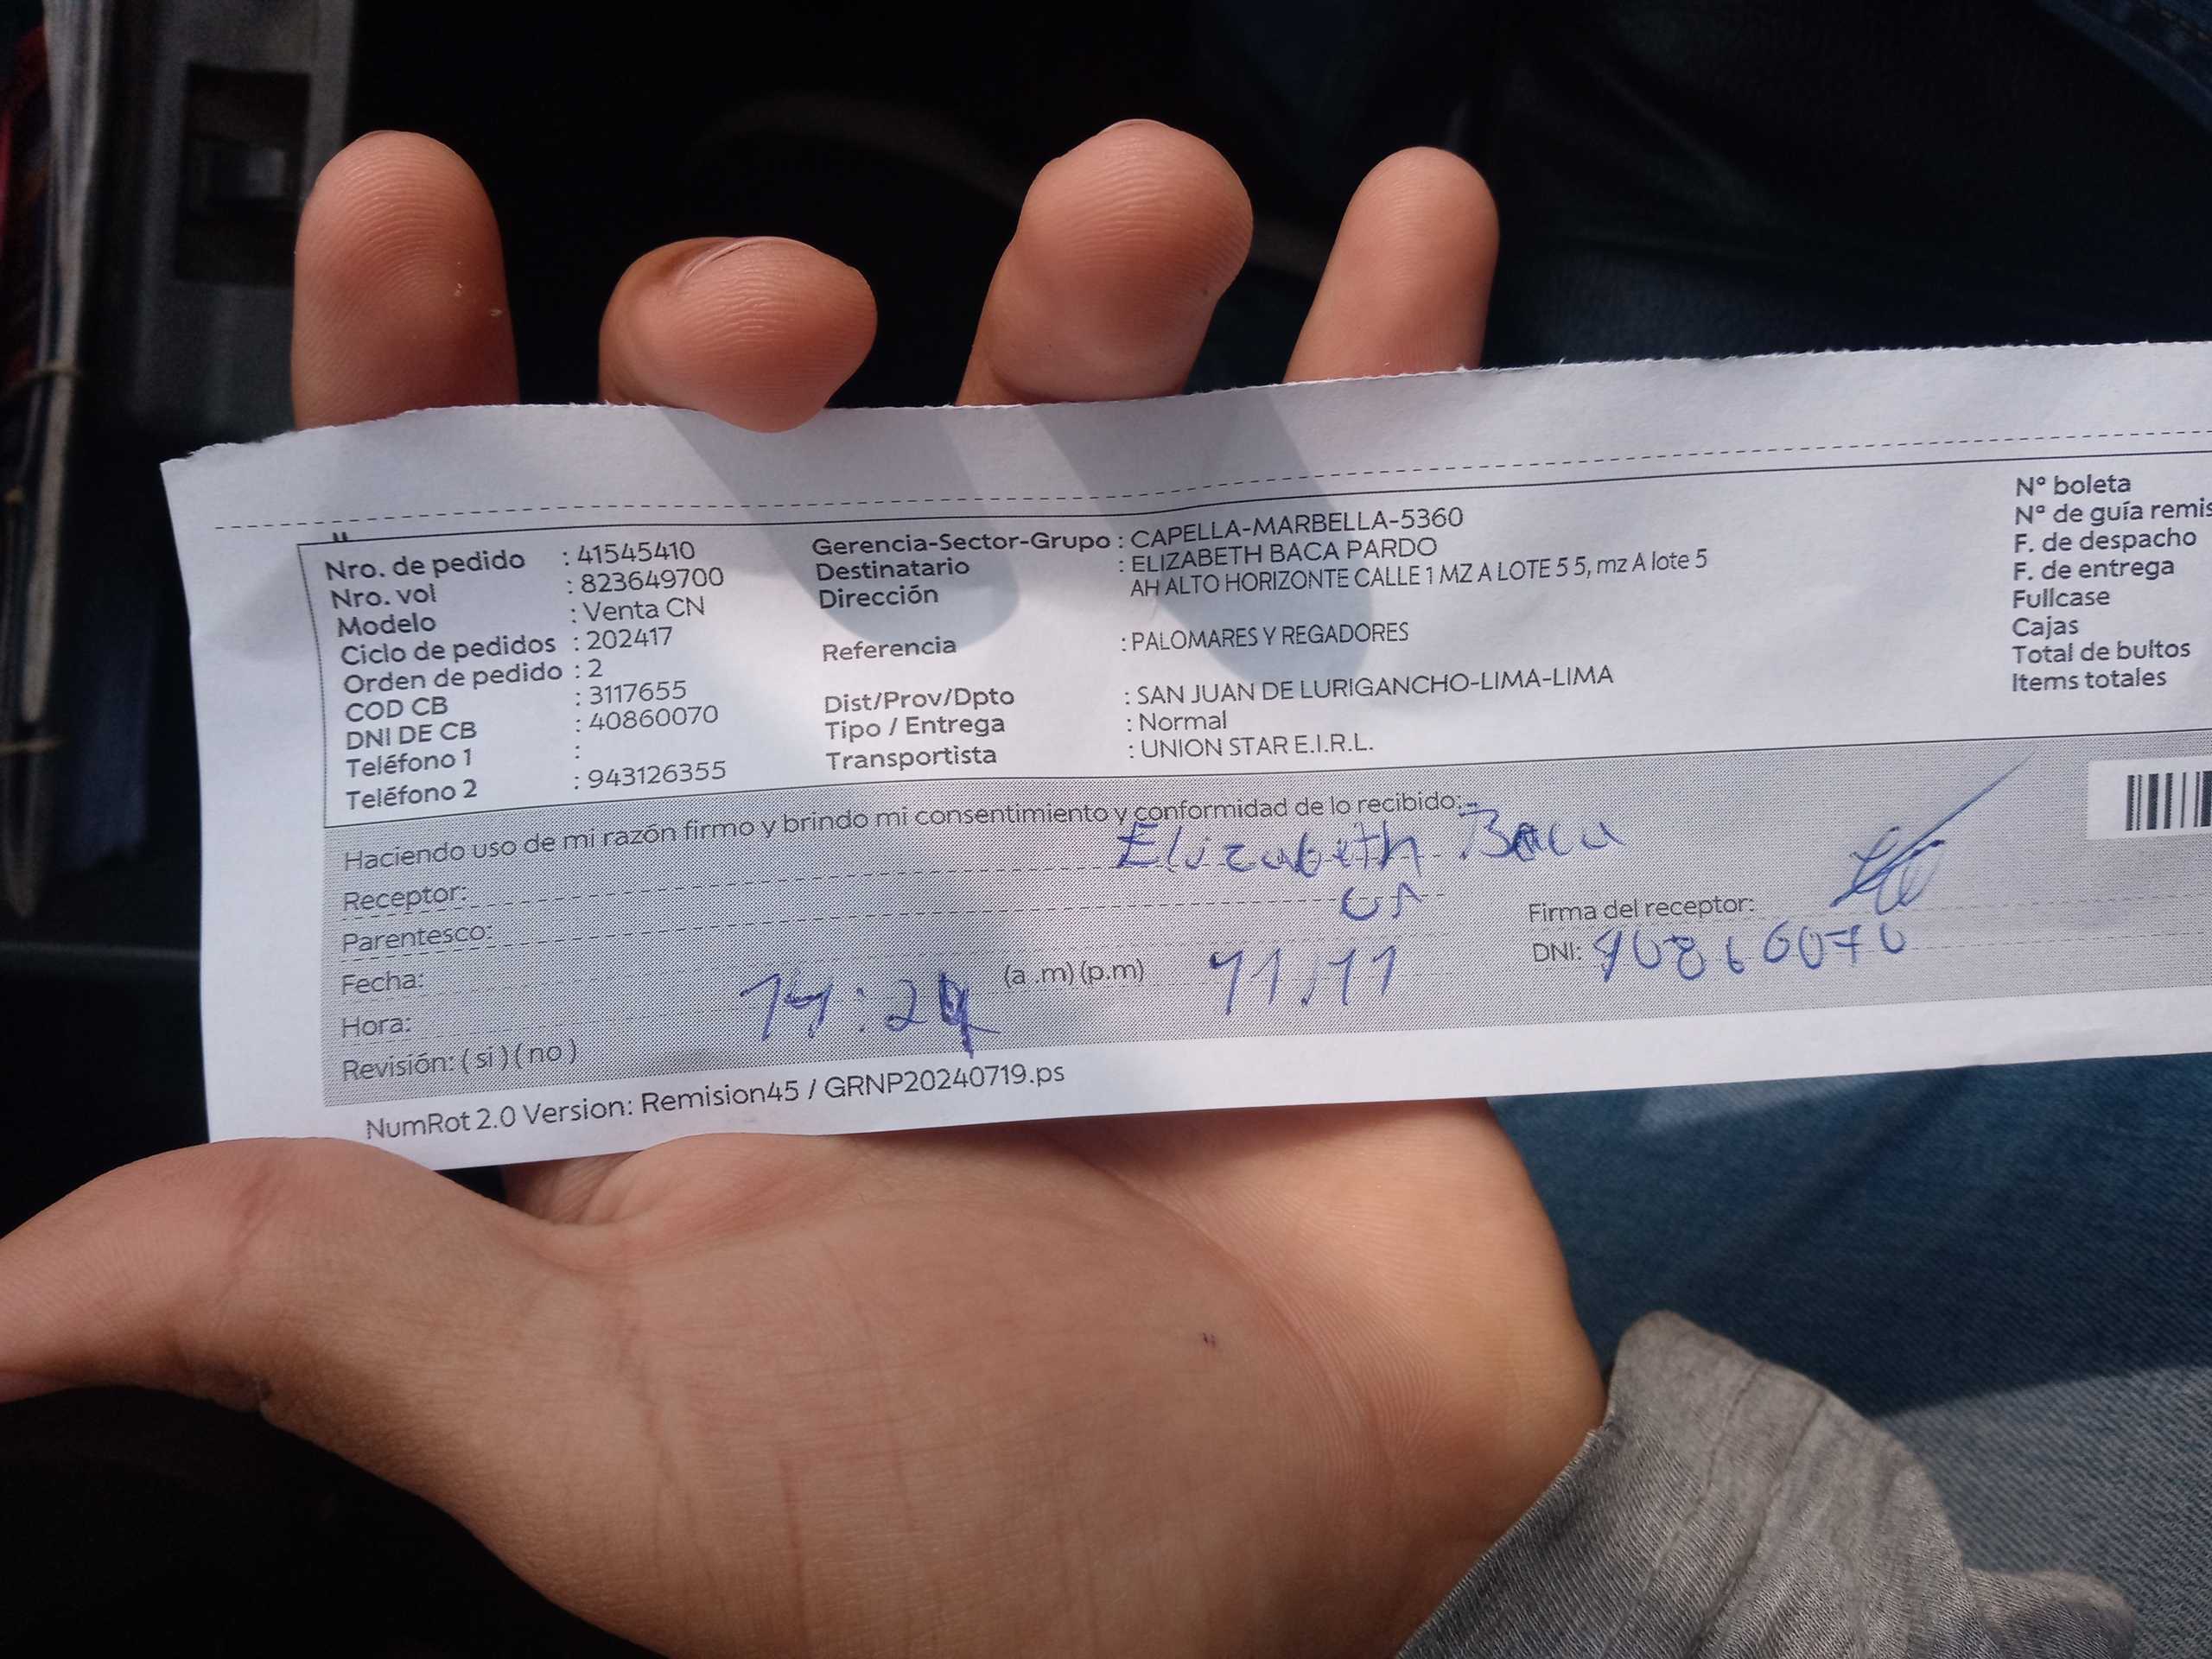 Nro. de pedido : 41545410
Nro. vol : 823649700
Modelo : Venta CN
Ciclo de pedidos : 202417
Orden de pedido : 2
COD CB : 3117655
DNI DE CB : 40860070
Teléfono 1 :
Teléfono 2 : 943126355
Gerencia-Sector-Grupo : CAPELLA-MARBELLA-5360
Destinatario : ELIZABETH BACA PARDO
Dirección AH ALTO HORIZONTE CALLE 1 MZ A LOTE 5 5, mz A lote 5
Referencia : PALOMARES Y REGADORES
Dist/Prov/Dpto : SAN JUAN DE LURIGANCHO-LIMA-LIMA
Tipo / Entrega : Normal
Transportista : UNION STAR E.I.R.L.
N° boleta
N° de guía remis
F. de despacho
F. de entrega
Fullcase
Cajas
Total de bultos
Items totales
Haciendo uso de mi razón firmo y brindo mi consentimiento y conformidad de lo recibido:
Receptor: Elizabeth Baca
Parentesco:
Firma del receptor:
Fecha: 11/11
DNI: 40860070
Hora: 14:24 (a .m) (p.m)
Revisión: ( si ) ( no )
NumRot 2.0 Version: Remision45 / GRNP20240719.ps